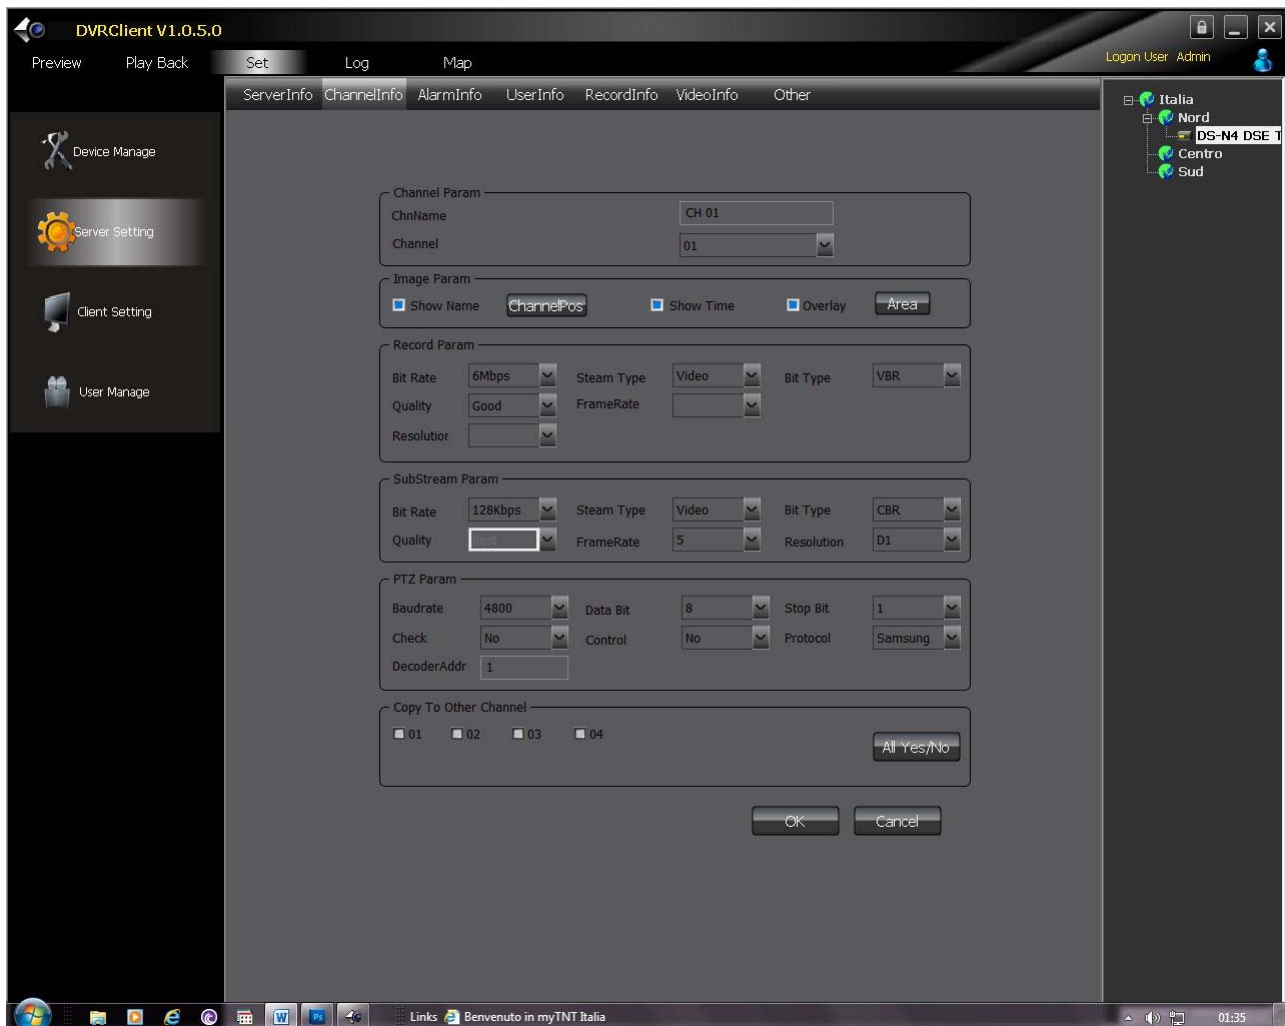 DVRClient V1.0.5.0
Preview Play Back Set Log Map
Logon User Admin
ServerInfo ChannelInfo AlarmInfo UserInfo RecordInfo VideoInfo Other
Device Manage
Server Setting
Client Setting
User Manage
Italia
Nord
DS-N4 DSE T
Centro
Sud
Channel Param
ChnName CH 01
Channel 01
Image Param
Show Name ChannelPos Show Time Overlay Area
Record Param
Bit Rate 6Mbps Steam Type Video Bit Type VBR
Quality Good FrameRate
Resolutior
SubStream Param
Bit Rate 128Kbps Steam Type Video Bit Type CBR
Quality Best FrameRate 5 Resolution D1
PTZ Param
Baudrate 4800 Data Bit 8 Stop Bit 1
Check No Control No Protocol Samsung
DecoderAddr 1
Copy To Other Channel
01 02 03 04
All Yes/No
OK Cancel
W Ps Links Benvenuto in myTNT Italia 01:35